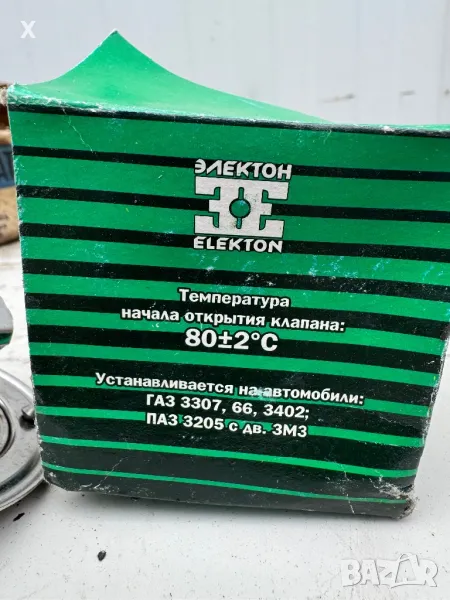 X
ЭЛЕКТОН
ELEKTON
Температура
начала открытия клапана:
80±2°С
Устанавливается на автомобили:
ГАЗ 3307, 66, 3402;
ПАЗ 3205 с дв. ЗМЗ
BAZAR